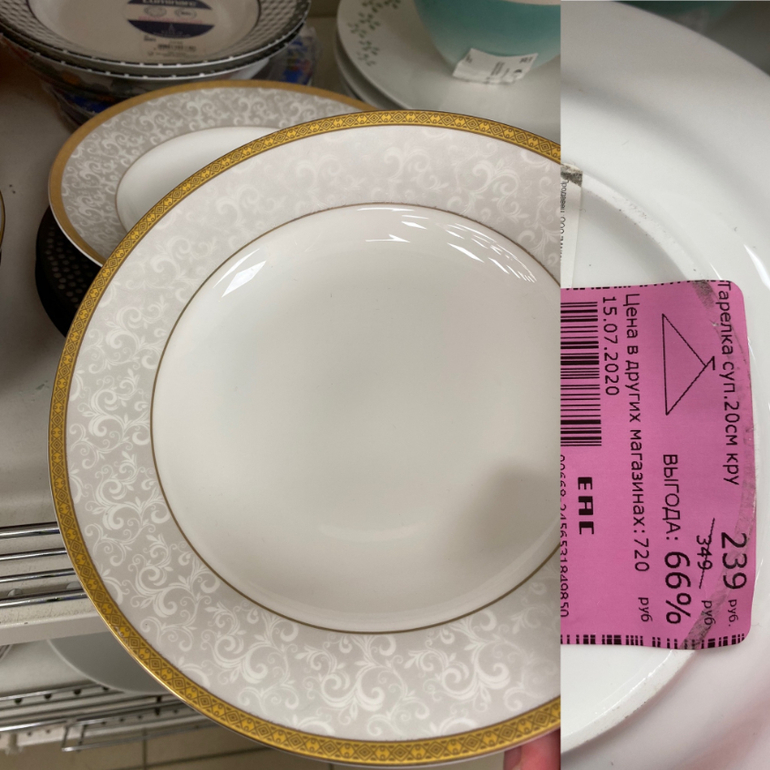 Luminarc
Тарелка суп.20см кру
239 руб.
349 руб
ВЫГОДА: 66%
Цена в других магазинах: 720 руб
15.07.2020
EAC